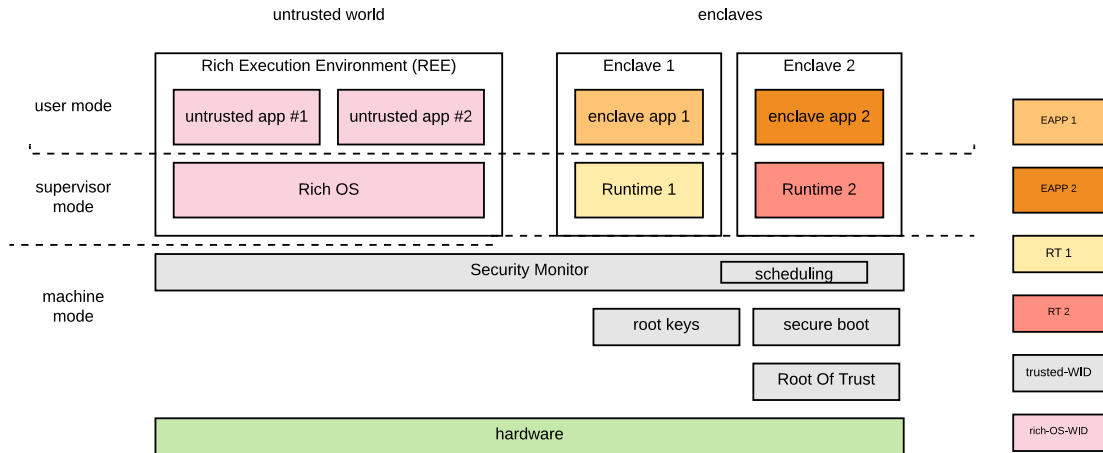 untrusted world
enclaves
Rich Execution Environment (REE)
Enclave 1
Enclave 2
user mode
untrusted app #1
untrusted app #2
enclave app 1
enclave app 2
supervisor
mode
Rich OS
Runtime 1
Runtime 2
machine
mode
Security Monitor
scheduling
root keys
secure boot
Root Of Trust
hardware
EAPP 1
EAPP 2
RT 1
RT 2
trusted-WID
rich-OS-WID